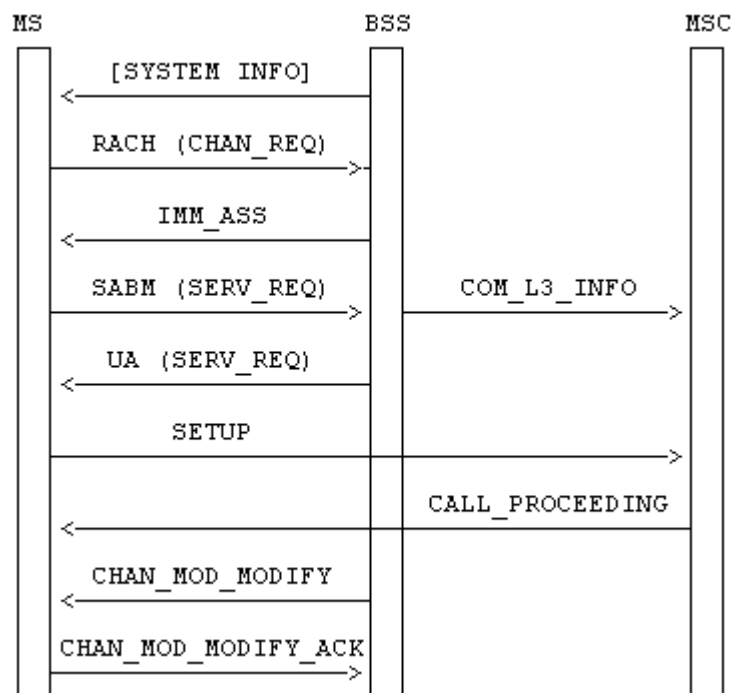 MS BSS MSC
[SYSTEM INFO]
RACH (CHAN_REQ)
IMM_ASS
SABM (SERV_REQ) COM_L3_INFO
UA (SERV_REQ)
SETUP
CALL_PROCEEDING
CHAN_MOD_MODIFY
CHAN_MOD_MODIFY_ACK